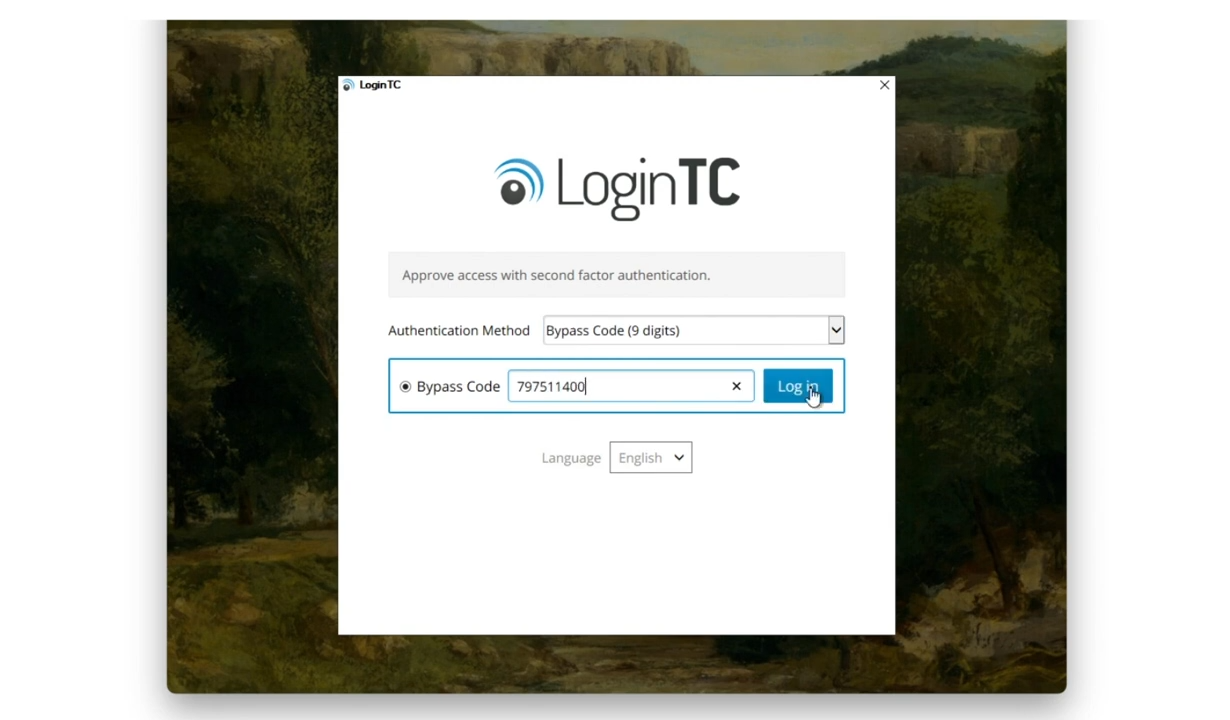 LoginTC
LoginTC
Approve access with second factor authentication.
Authentication Method Bypass Code (9 digits)
Bypass Code 797511400 Log in
Language English